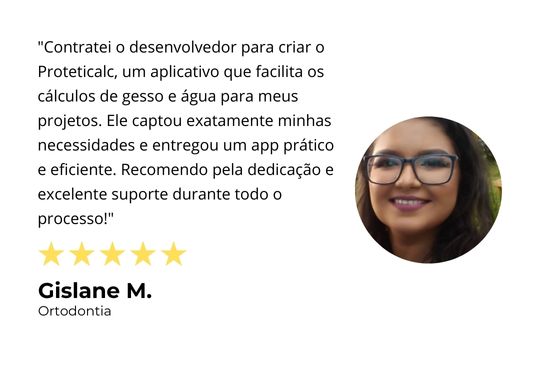 "Contratei o desenvolvedor para criar o
Proteticalc, um aplicativo que facilita os
cálculos de gesso e água para meus
projetos. Ele captou exatamente minhas
necessidades e entregou um app prático
e eficiente. Recomendo pela dedicação e
excelente suporte durante todo o
processo!"
Gislane M.
Ortodontia